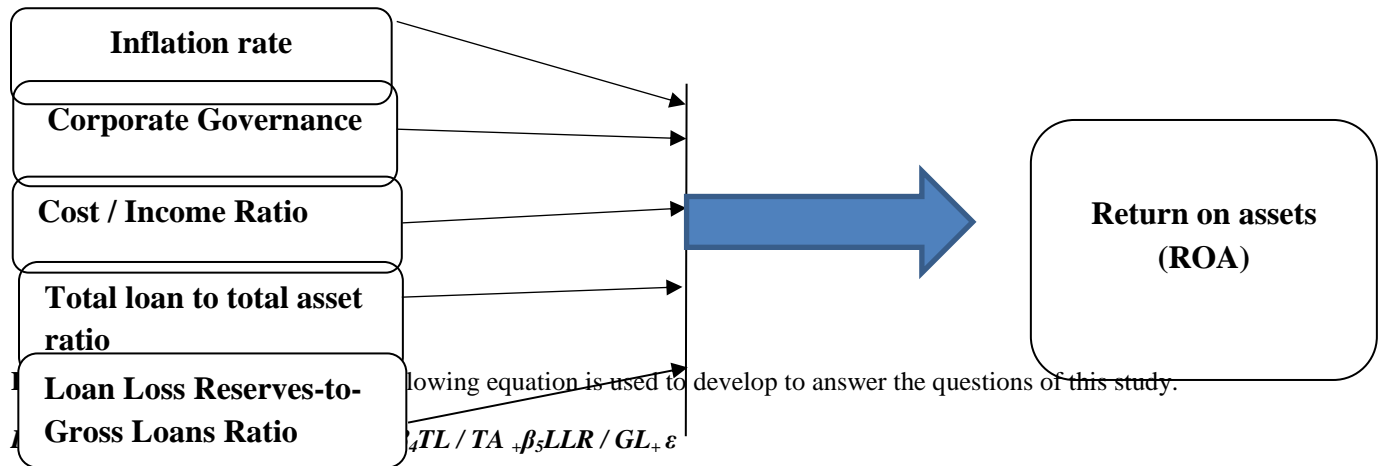 Inflation rate
Corporate Governance
Cost / Income Ratio
Total loan to total asset
ratio
Loan Loss Reserves-to-
Gross Loans Ratio
Return on assets
(ROA)
lowing equation is used to develop to answer the questions of this study.
TL / TA +β5LLR / GL+ ε